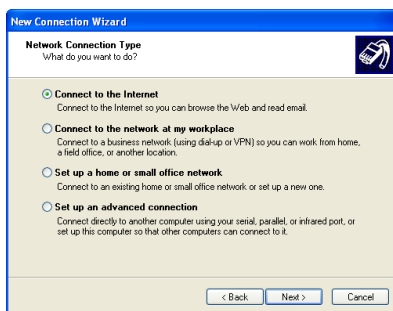 New Connection Wizard
Network Connection Type
What do you want to do?
Connect to the Internet
Connect to the Internet so you can browse the Web and read email.
Connect to the network at my workplace
Connect to a business network (using dial-up or VPN) so you can work from home,
a field office, or another location.
Set up a home or small office network
Connect to an existing home or small office network or set up a new one.
Set up an advanced connection
Connect directly to another computer using your serial, parallel, or infrared port, or
set up this computer so that other computers can connect to it.
< Back Next > Cancel